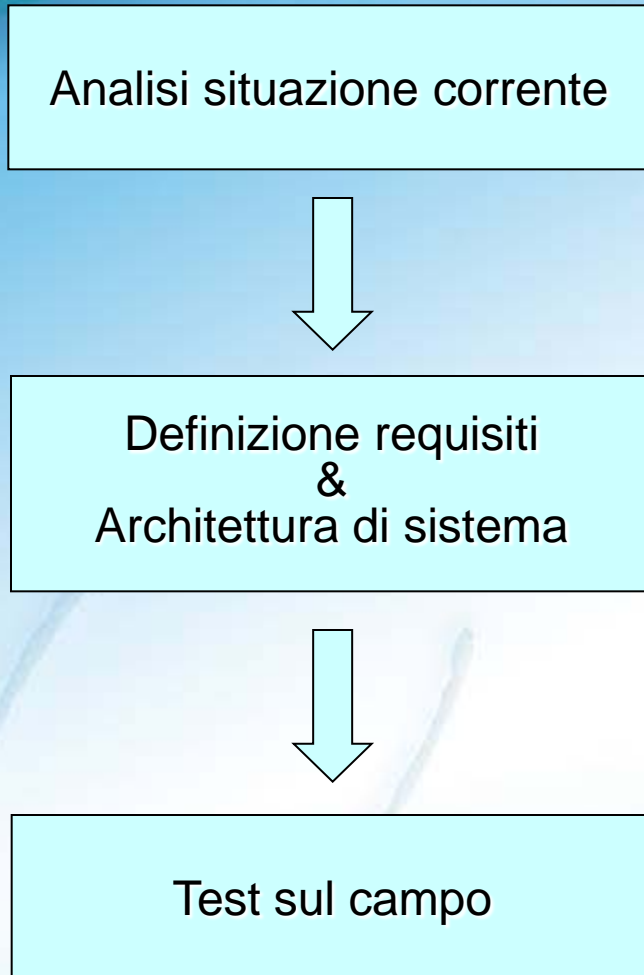 Analisi situazione corrente
Definizione requisiti
&
Architettura di sistema
Test sul campo